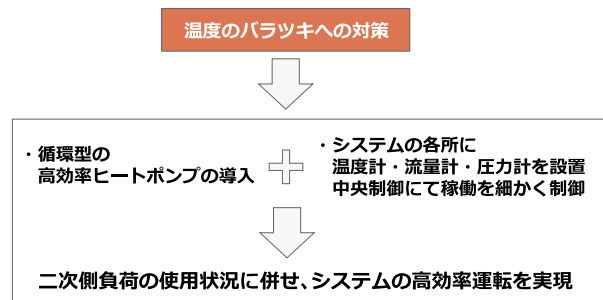 温度のバラツキへの対策
・循環型の
高効率ヒートポンプの導入
・システムの各所に
温度計・流量計・圧力計を設置
中央制御にて稼働を細かく制御
二次側負荷の使用状況に併せ、システムの高効率運転を実現